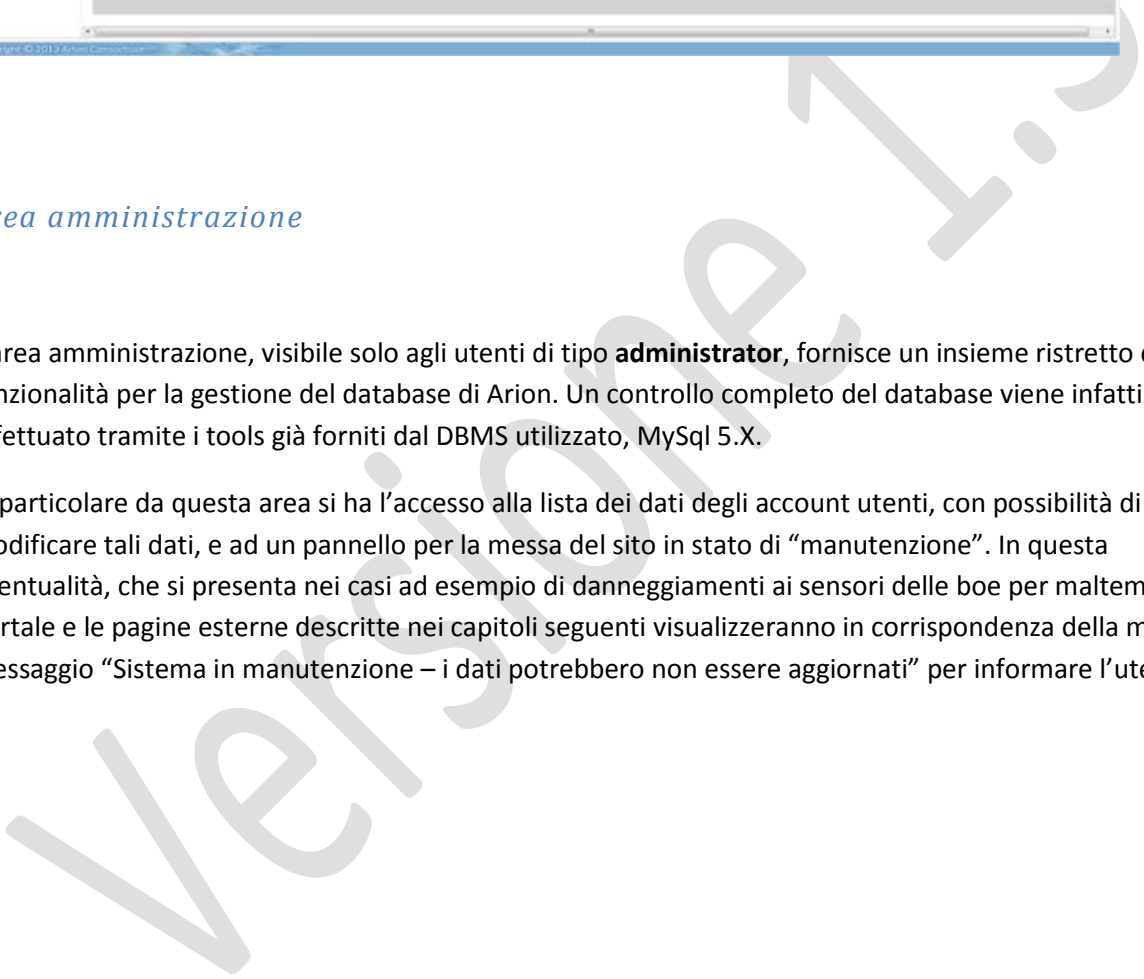 right © 2013 Arion Consortium
rea amministrazione
area amministrazione, visibile solo agli utenti di tipo administrator, fornisce un insieme ristretto
nzionalità per la gestione del database di Arion. Un controllo completo del database viene infatti
fettuato tramite i tools già forniti dal DBMS utilizzato, MySql 5.X.
particolare da questa area si ha l’accesso alla lista dei dati degli account utenti, con possibilità di
odificare tali dati, e ad un pannello per la messa del sito in stato di “manutenzione”. In questa
entualità, che si presenta nei casi ad esempio di danneggiamenti ai sensori delle boe per maltem
rtale e le pagine esterne descritte nei capitoli seguenti visualizzeranno in corrispondenza della m
essaggio “Sistema in manutenzione – i dati potrebbero non essere aggiornati” per informare l’ute
Versione 1.